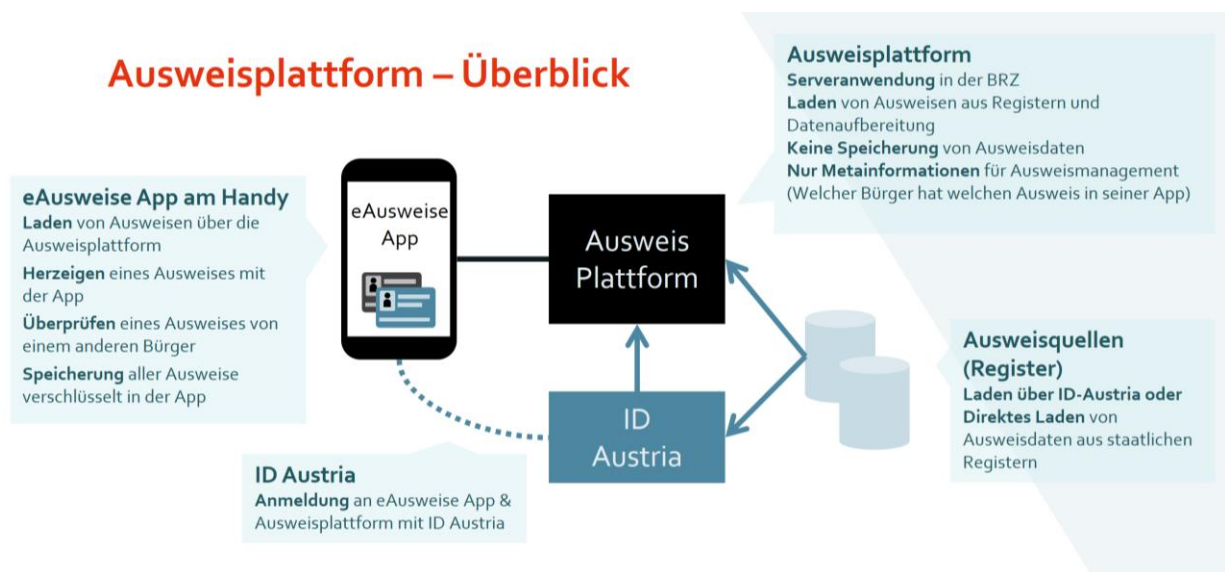 Ausweisplattform – Überblick
Ausweisplattform
Serveranwendung in der BRZ
Laden von Ausweisen aus Registern und
Datenaufbereitung
Keine Speicherung von Ausweisdaten
Nur Metainformationen für Ausweismanagement
(Welcher Bürger hat welchen Ausweis in seiner App)
eAusweise App am Handy
Laden von Ausweisen über die
Ausweisplattform
Herzeigen eines Ausweises mit
der App
Überprüfen eines Ausweises von
einem anderen Bürger
Speicherung aller Ausweise
verschlüsselt in der App
eAusweise
App
Ausweis
Plattform
ID
Austria
Ausweisquellen
(Register)
Laden über ID-Austria oder
Direktes Laden von
Ausweisdaten aus staatlichen
Registern
ID Austria
Anmeldung an eAusweise App &
Ausweisplattform mit ID Austria